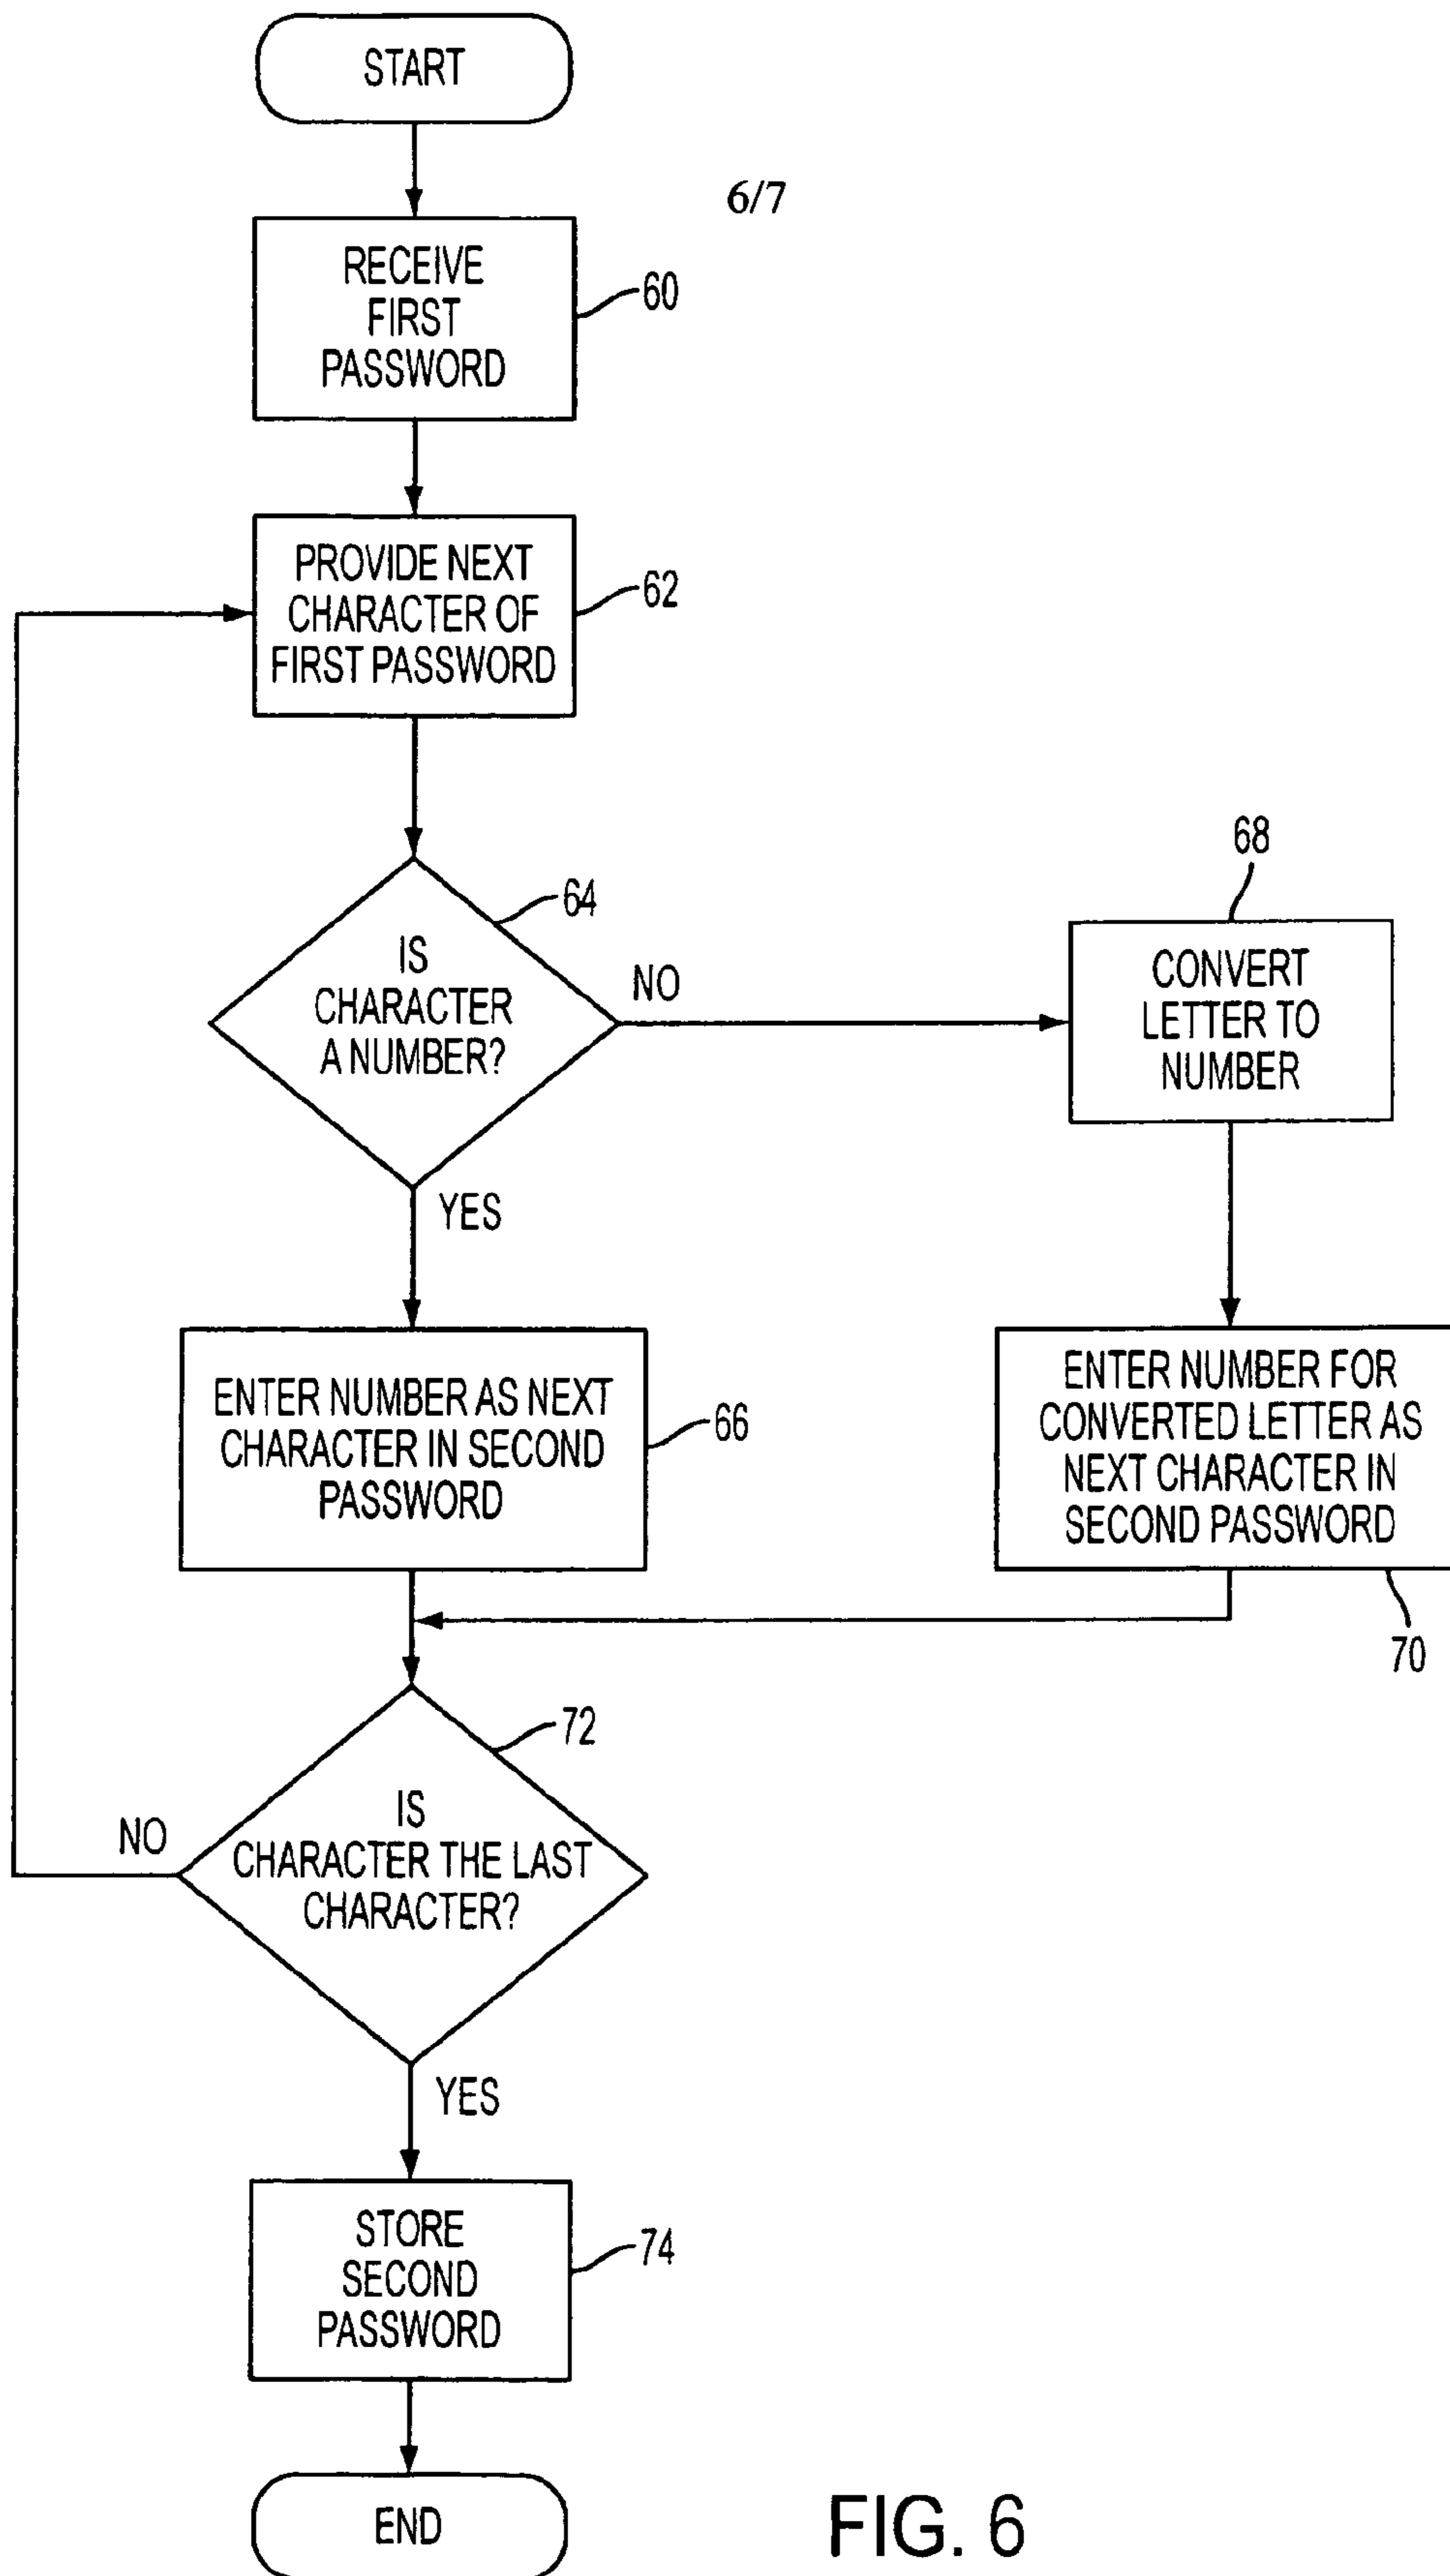 START
6/7
RECEIVE
FIRST
PASSWORD
60
PROVIDE NEXT
CHARACTER OF
FIRST PASSWORD
62
64
IS
CHARACTER
A NUMBER?
NO
68
CONVERT
LETTER TO
NUMBER
YES
ENTER NUMBER AS NEXT
CHARACTER IN SECOND
PASSWORD
66
ENTER NUMBER FOR
CONVERTED LETTER AS
NEXT CHARACTER IN
SECOND PASSWORD
70
72
IS
CHARACTER THE LAST
CHARACTER?
NO
YES
STORE
SECOND
PASSWORD
74
END
FIG. 6